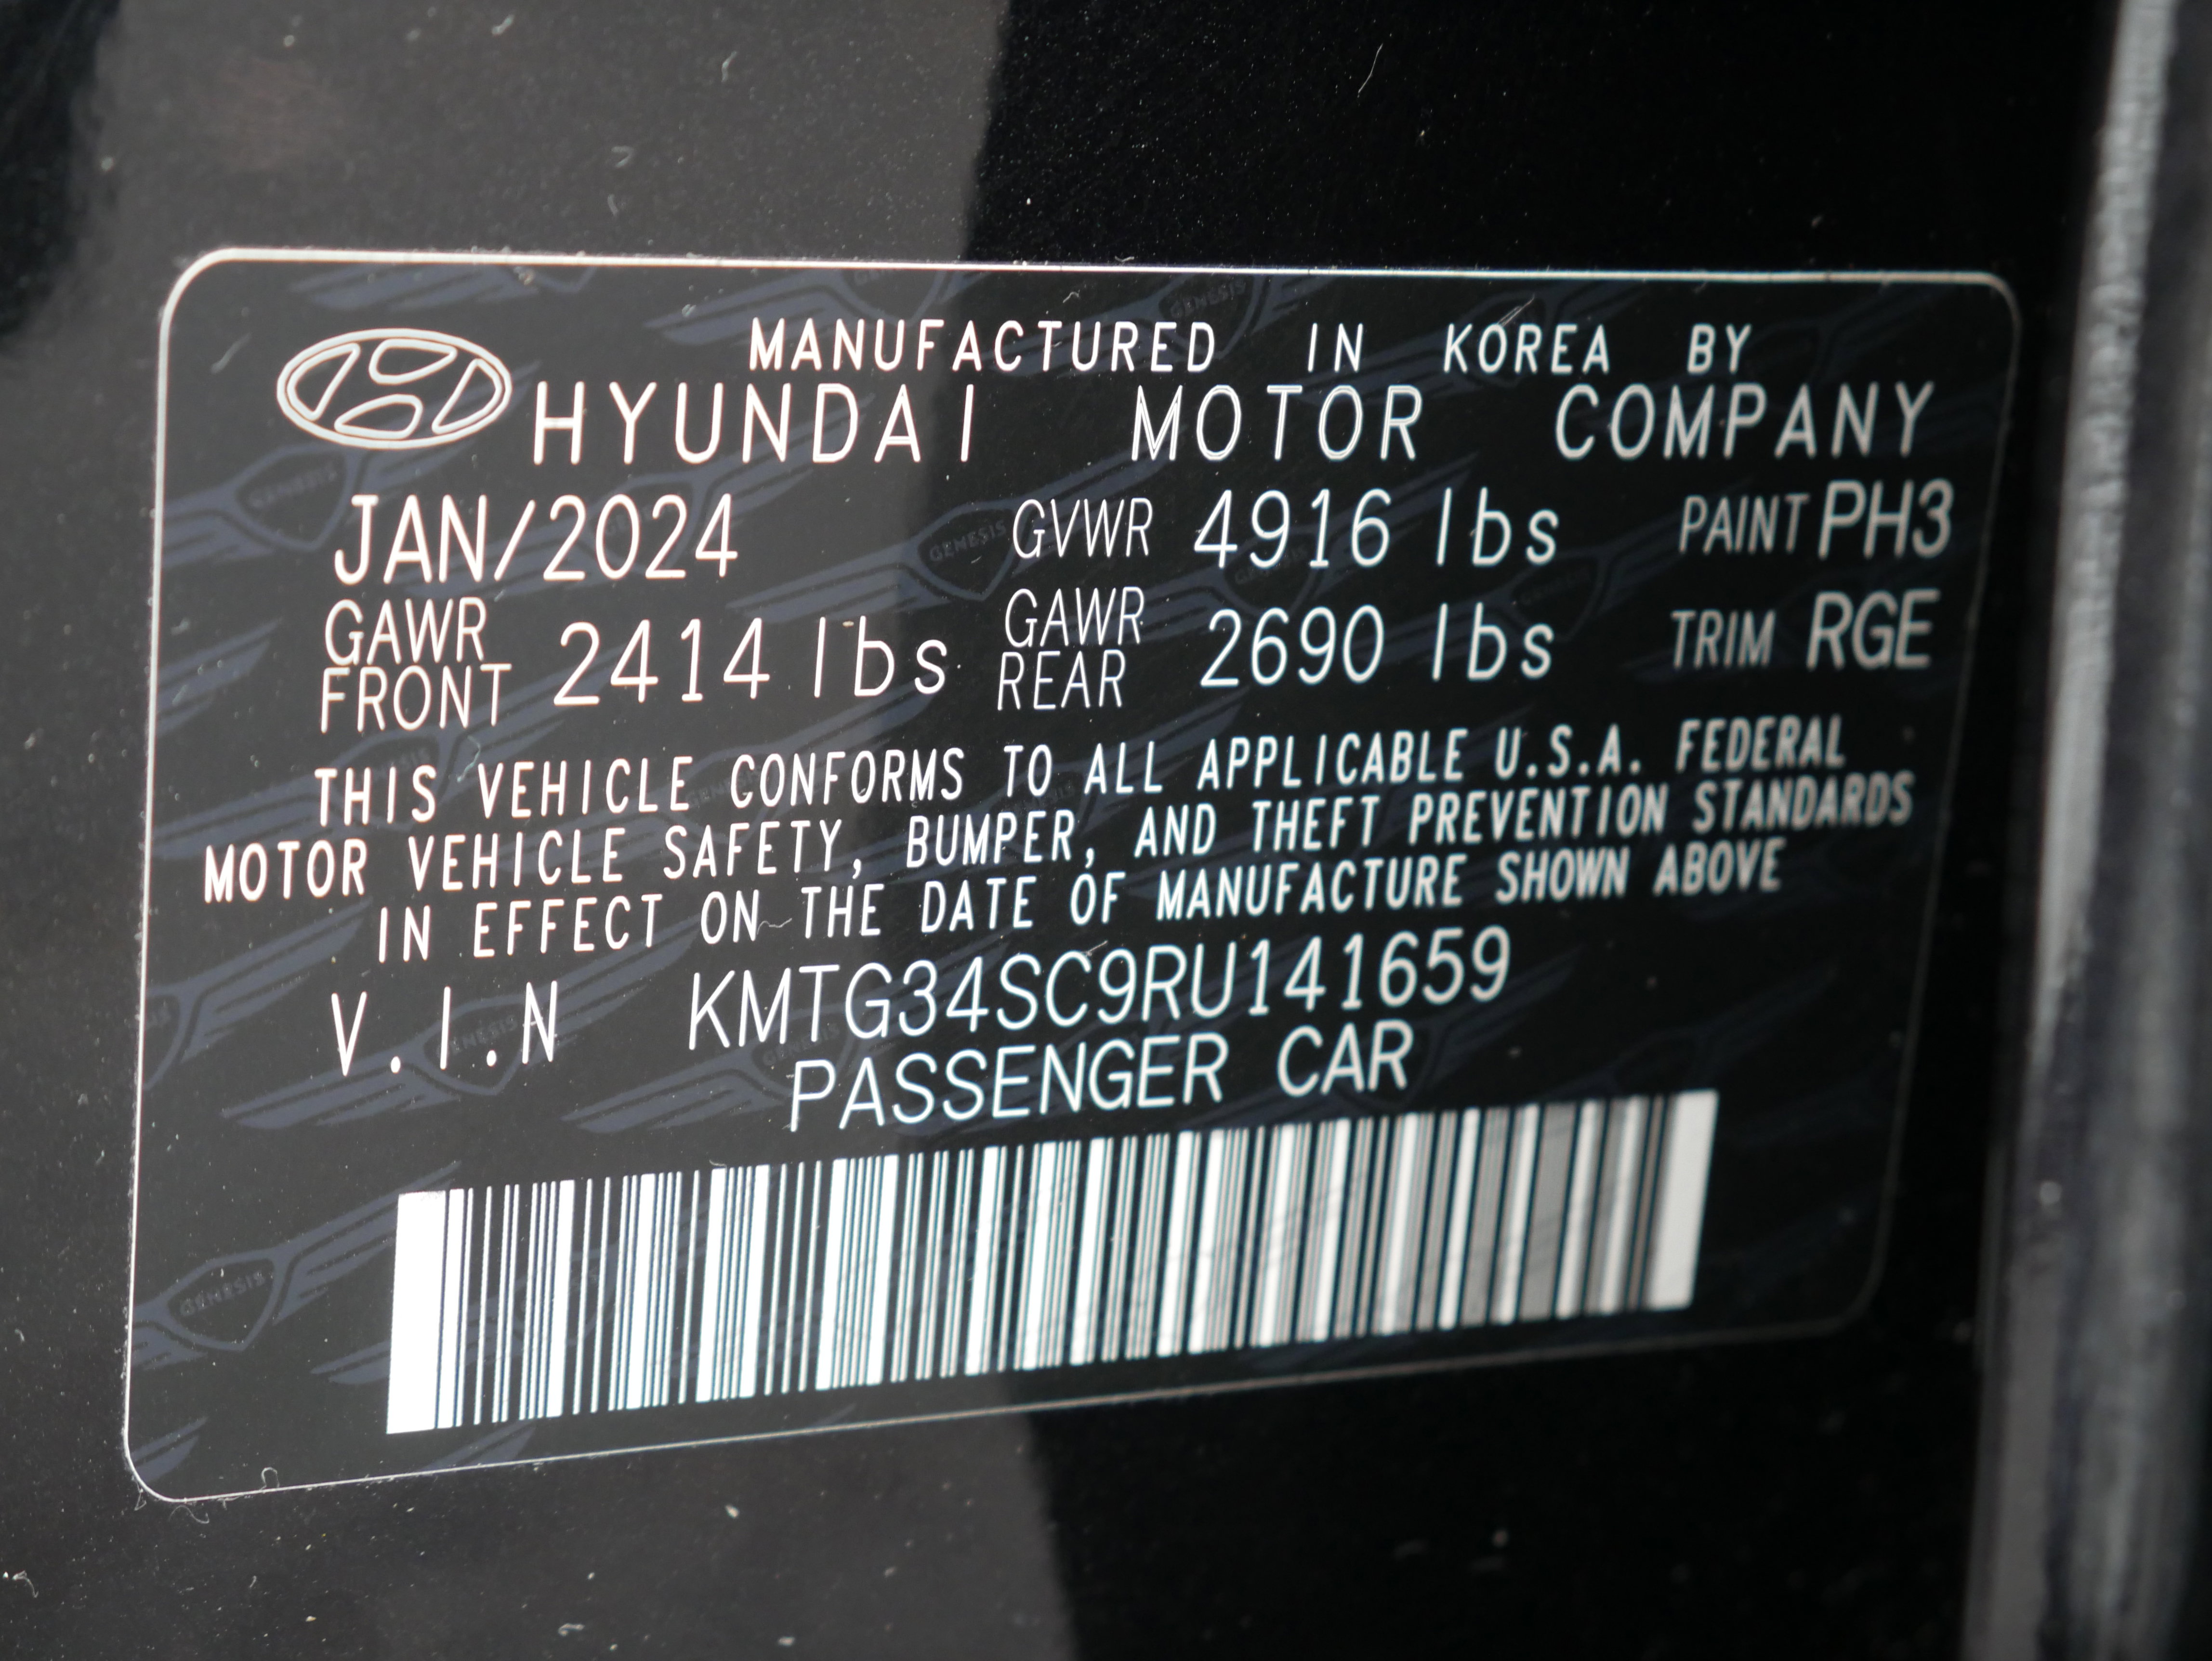 MANUFACTURED IN KOREA BY
HYUNDAI MOTOR COMPANY
JAN/2024 GVWR 4916 lbs PAINT PH3
GAWR FRONT 2414 lbs GAWR REAR 2690 lbs TRIM RGE
THIS VEHICLE CONFORMS TO ALL APPLICABLE U.S.A. FEDERAL
MOTOR VEHICLE SAFETY, BUMPER, AND THEFT PREVENTION STANDARDS
IN EFFECT ON THE DATE OF MANUFACTURE SHOWN ABOVE
V.I.N KMTG34SC9RU141659
PASSENGER CAR
GENESIS